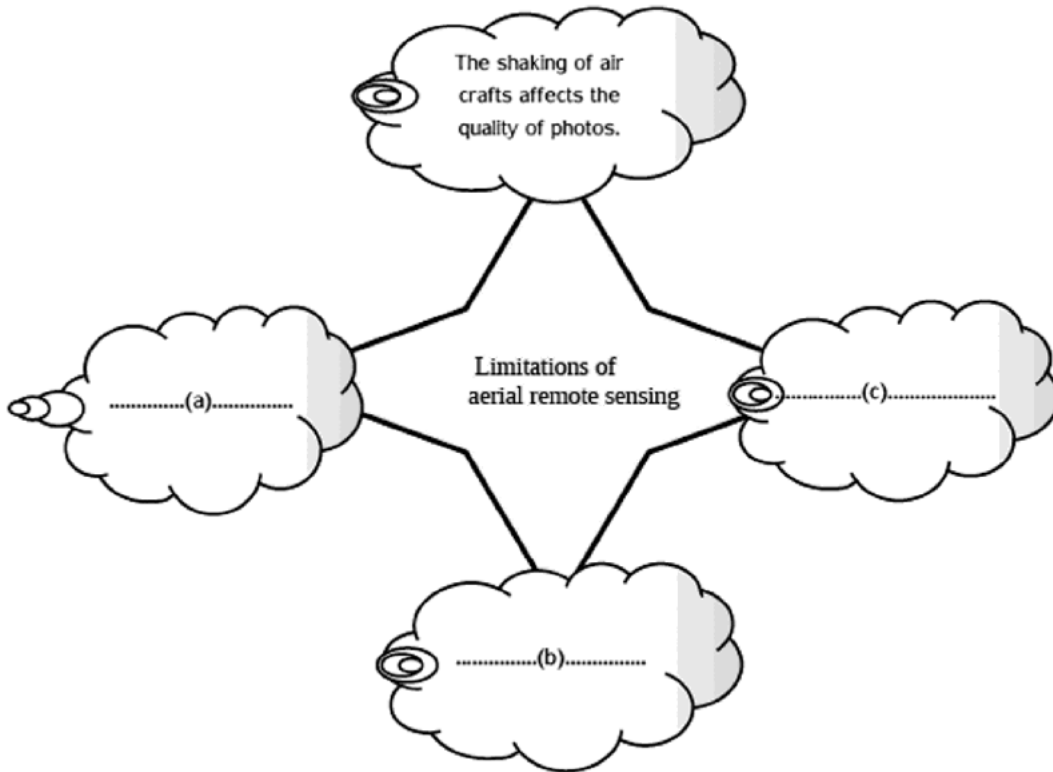 The shaking of air
crafts affects the
quality of photos.
Limitations of
aerial remote sensing
..............(a)................
................(c)......................
...............(b)...............